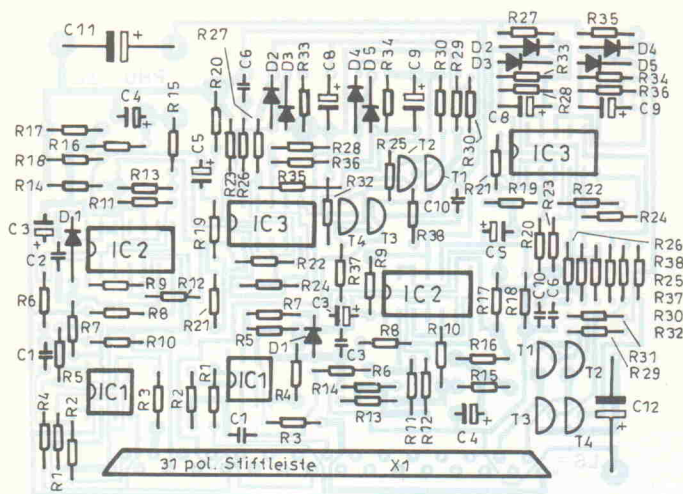 R27 R35
C11 + R27 C6 D2 D3 R33 C8 D4 D5 R34 C9 R30 R29 D2 D3 R33 D4 D5
R20 R34
C4 R15 R28 R36
R17 R16 C5 R28 R25 T2 C8 C9
R18 R36 R30 IC3
R14 R13 R23 R26 R35 R32 T1 R21 R23
R11 C10 R19 R22
C3 D1 R19 IC3 T4 T3 R38 R24
C2 IC2 C5 R20 R26
R22 R37 R9 R38
R6 R9 R12 R24 IC2 R17 R18 C10 C6 R25
R8 R21 R7 C3 R37
R7 R10 R5 R8 R10 R30
C1 D1 C3 R16 T1 R31 R32
R5 IC1 R3 R2 R1 IC1 R4 R14 R6 R15 T2 R29
R13 R11 R12 C4 T3 C12
R4 R1 R2 C1 R3 T4
31 pol. Stiftleiste X1